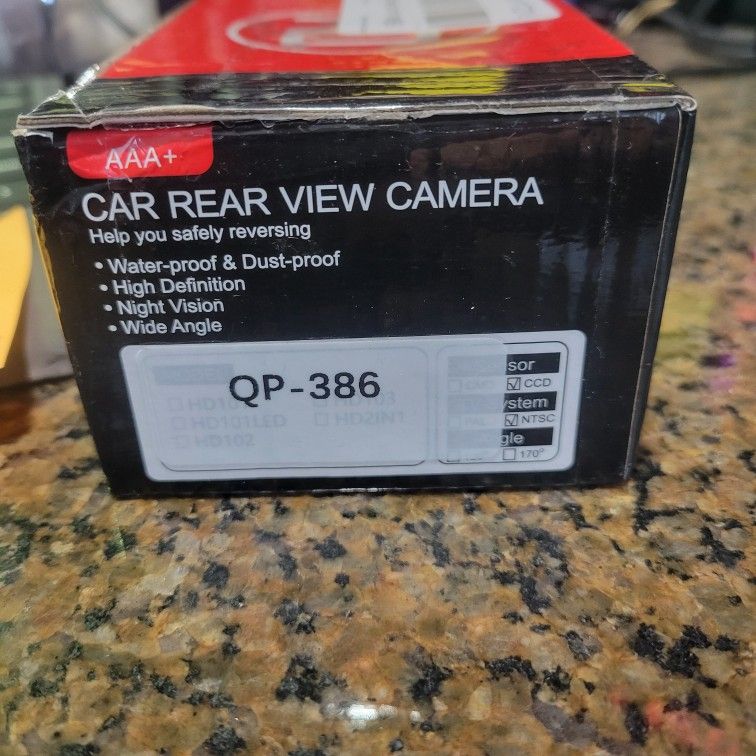 AAA+
CAR REAR VIEW CAMERA
Help you safely reversing
• Water-proof & Dust-proof
• High Definition
• Night Vision
• Wide Angle
QP-386
HD101LED HD2IN1
HD102
CCD
NTSC
170°